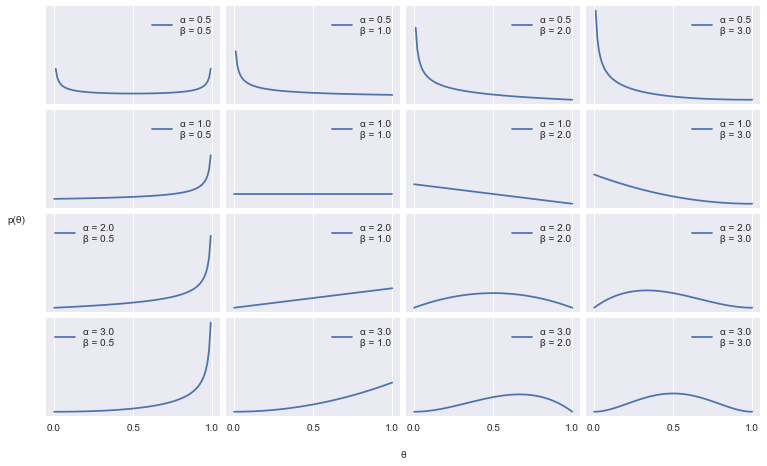 α = 0.5
β = 0.5
α = 0.5
β = 1.0
α = 0.5
β = 2.0
α = 0.5
β = 3.0
α = 1.0
β = 0.5
α = 1.0
β = 1.0
α = 1.0
β = 2.0
α = 1.0
β = 3.0
p(θ)
α = 2.0
β = 0.5
α = 2.0
β = 1.0
α = 2.0
β = 2.0
α = 2.0
β = 3.0
α = 3.0
β = 0.5
α = 3.0
β = 1.0
α = 3.0
β = 2.0
α = 3.0
β = 3.0
0.0 0.5 1.0 0.0 0.5 1.0 0.0 0.5 1.0 0.0 0.5 1.0
θ